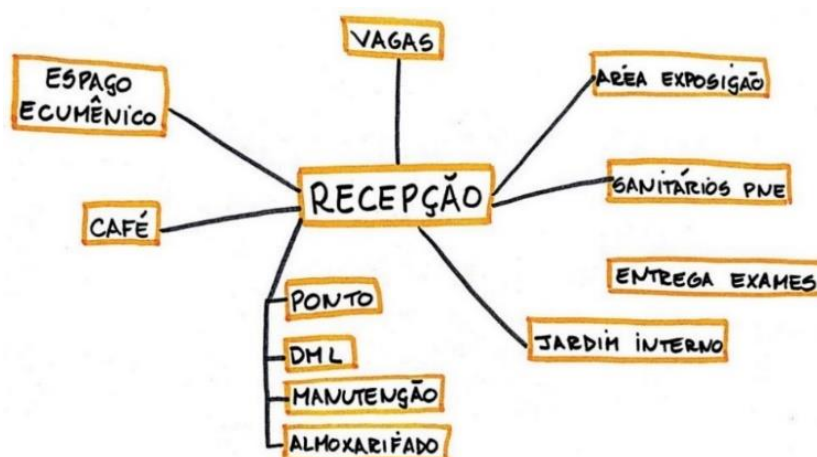 VAGAS
ESPAÇO
ECUMÊNICO
ÁREA EXPOSIÇÃO
RECEPÇÃO
SANITÁRIOS PNE
CAFÉ
ENTREGA EXAMES
PONTO
JARDIM INTERNO
DML
MANUTENÇÃO
ALMOXARIFADO